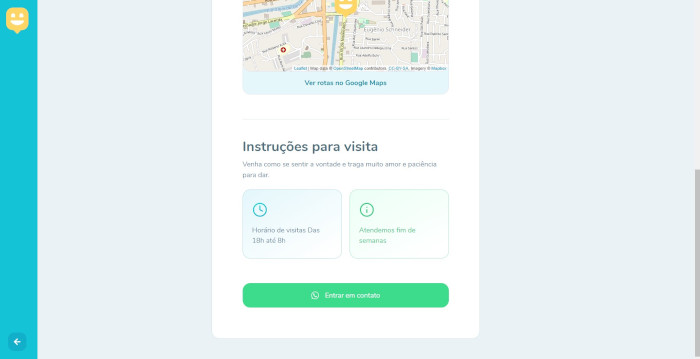 Eugênio Schneider
Leaflet | Map data © OpenStreetMap contributors, CC-BY-SA, Imagery © Mapbox
Ver rotas no Google Maps
Instruções para visita
Venha como se sentir a vontade e traga muito amor e paciência
para dar.
Horário de visitas Das
18h até 8h
Atendemos fim de
semanas
Entrar em contato